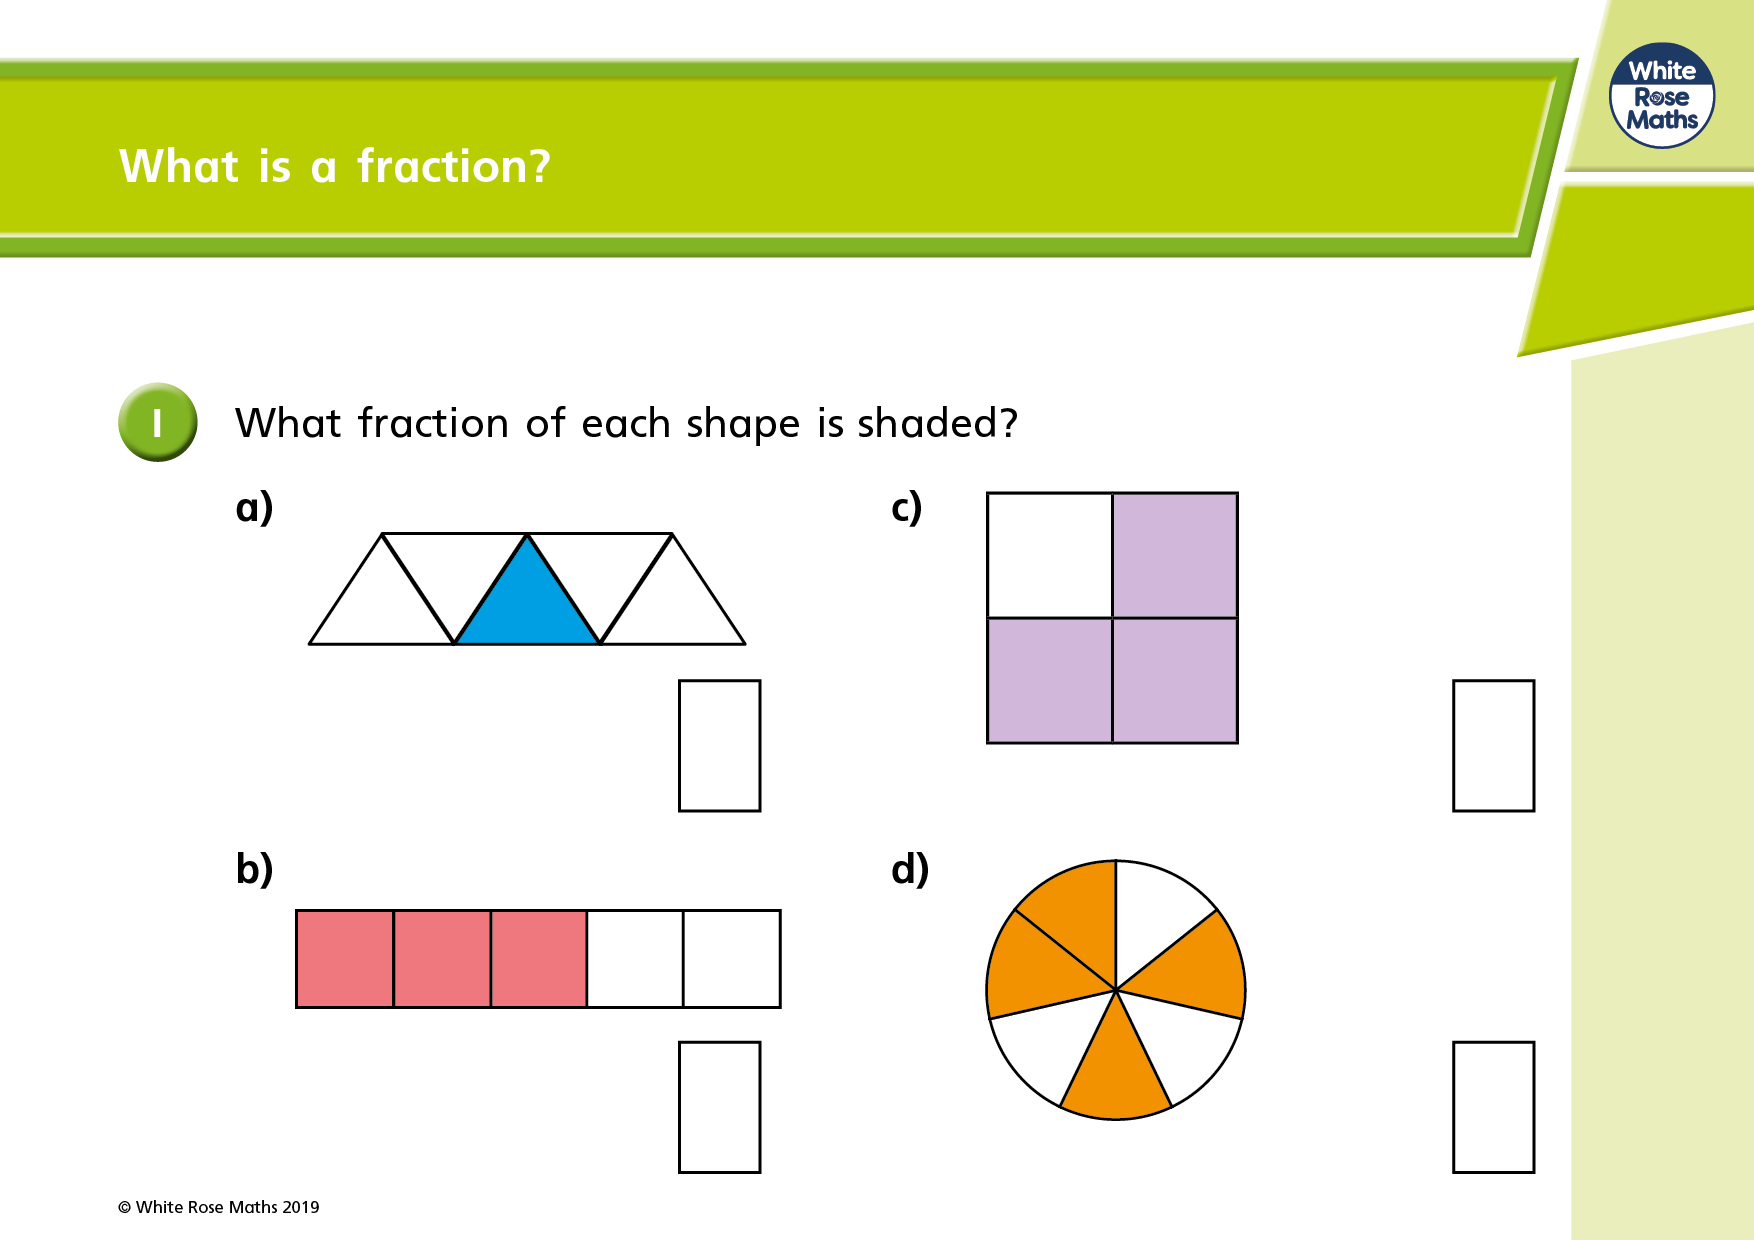 White
Rose
Maths
What is a fraction?
1 What fraction of each shape is shaded?
a)
c)
b)
d)
© White Rose Maths 2019